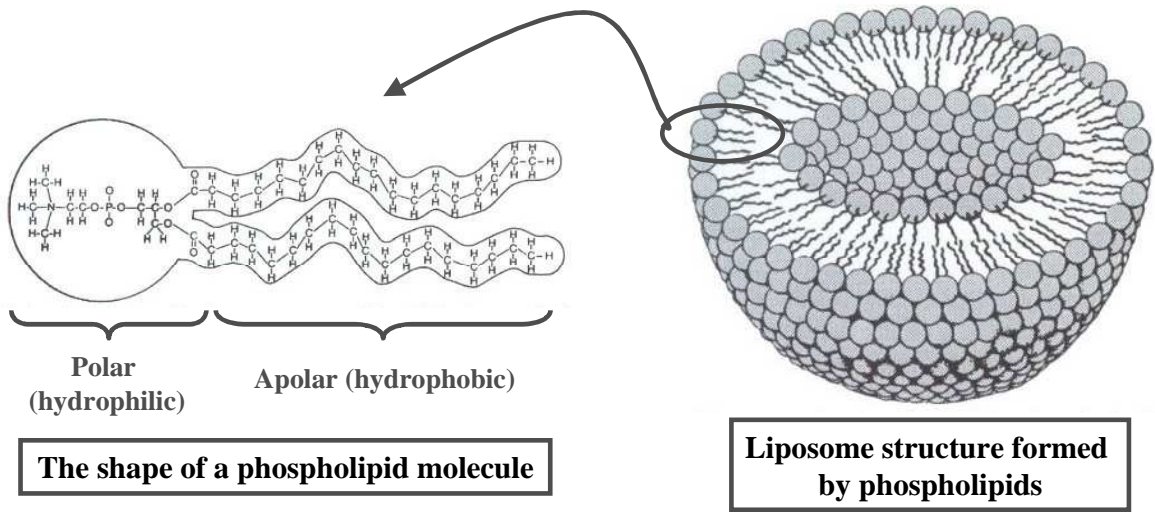 Polar
(hydrophilic)
Apolar (hydrophobic)
The shape of a phospholipid molecule
Liposome structure formed
by phospholipids